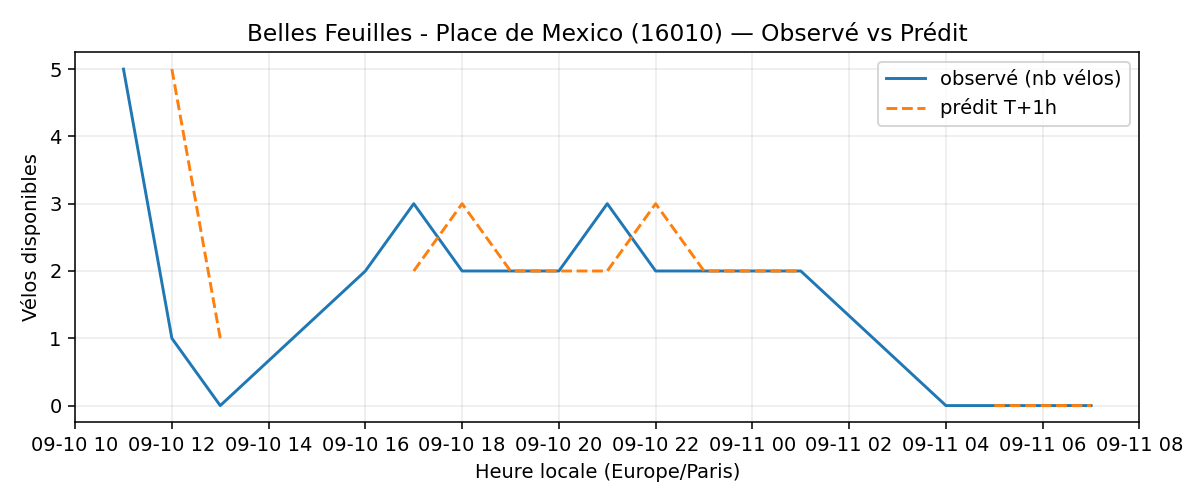 Belles Feuilles - Place de Mexico (16010) — Observé vs Prédit
observé (nb vélos)
prédit T+1h
Vélos disponibles
5
4
3
2
1
0
09-10 10 09-10 12 09-10 14 09-10 16 09-10 18 09-10 20 09-10 22 09-11 00 09-11 02 09-11 04 09-11 06 09-11 08
Heure locale (Europe/Paris)